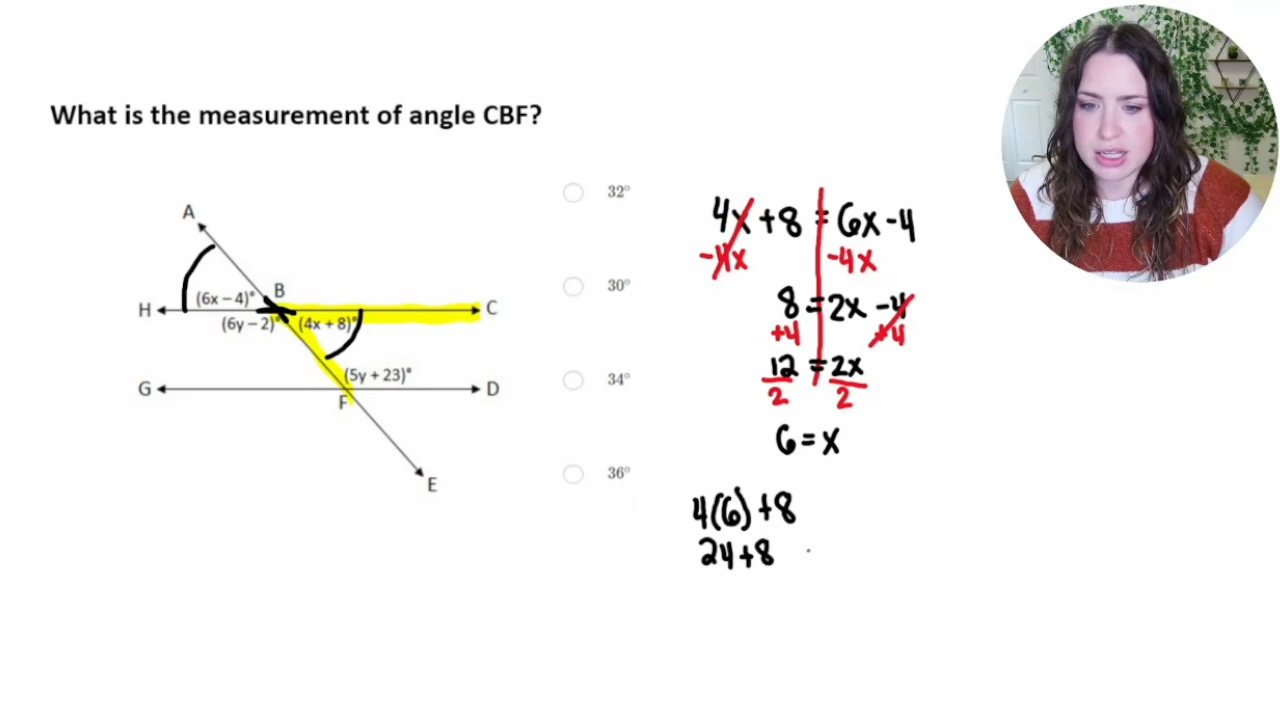 What is the measurement of angle CBF?
A
B
H
C
(6x – 4)°
(6y – 2)°
(4x + 8)°
(5y + 23)°
G
D
F
E
32°
30°
34°
36°
4x + 8 = 6x - 4
-4x -4x
8 = 2x - 4
+4 +4
12 = 2x
2 2
6 = x
4(6) + 8
24 + 8